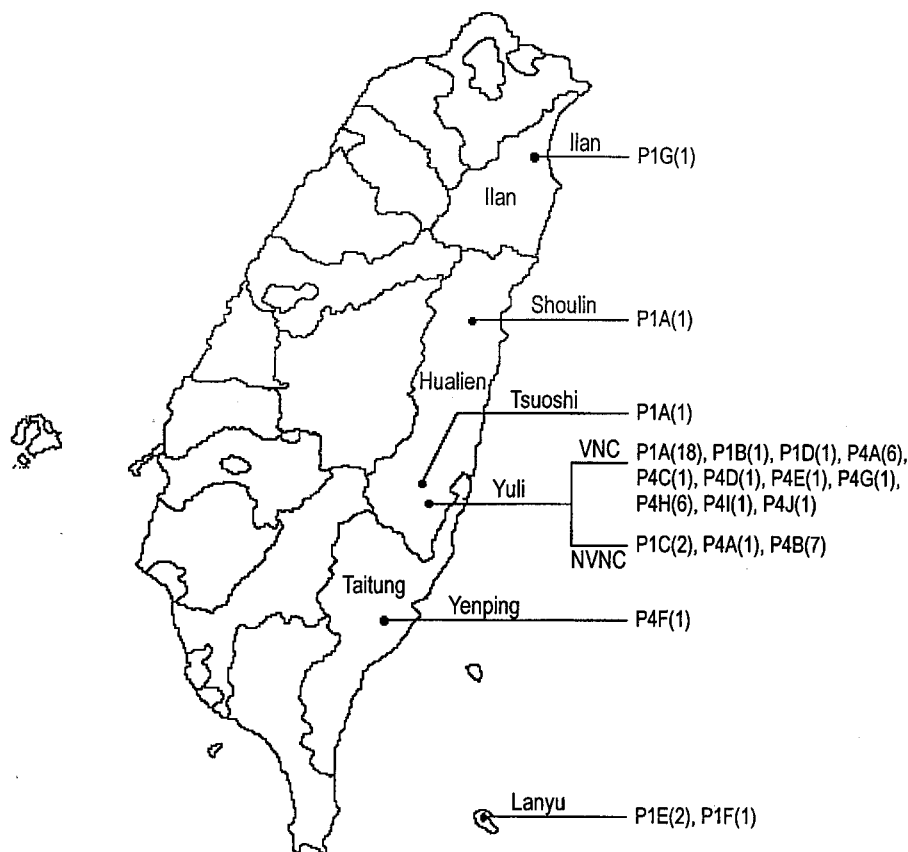 Ilan
P1G(1)
Ilan
Shoulin
P1A(1)
Hualien
Tsuoshi
P1A(1)
VNC
P1A(18), P1B(1), P1D(1), P4A(6),
P4C(1), P4D(1), P4E(1), P4G(1),
P4H(6), P4I(1), P4J(1)
Yuli
P1C(2), P4A(1), P4B(7)
NVNC
Taitung
Yenping
P4F(1)
Lanyu
P1E(2), P1F(1)